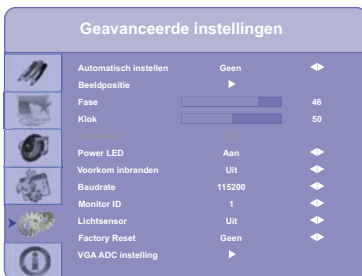 Geavanceerde instellingen
Automatisch instellen Geen
Beeldpositie
Fase 46
Klok 50
Power LED Aan
Voorkom inbranden Uit
Baudrate 115200
Monitor ID 1
Lichtsensor Uit
Factory Reset Geen
VGA ADC instelling